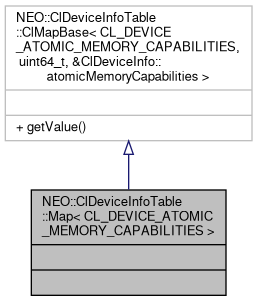 NEO::ClDeviceInfoTable
::ClMapBase< CL_DEVICE
_ATOMIC_MEMORY_CAPABILITIES,
uint64_t, &ClDeviceInfo::
atomicMemoryCapabilities >
+ getValue()
NEO::ClDeviceInfoTable
::Map< CL_DEVICE_ATOMIC
_MEMORY_CAPABILITIES >